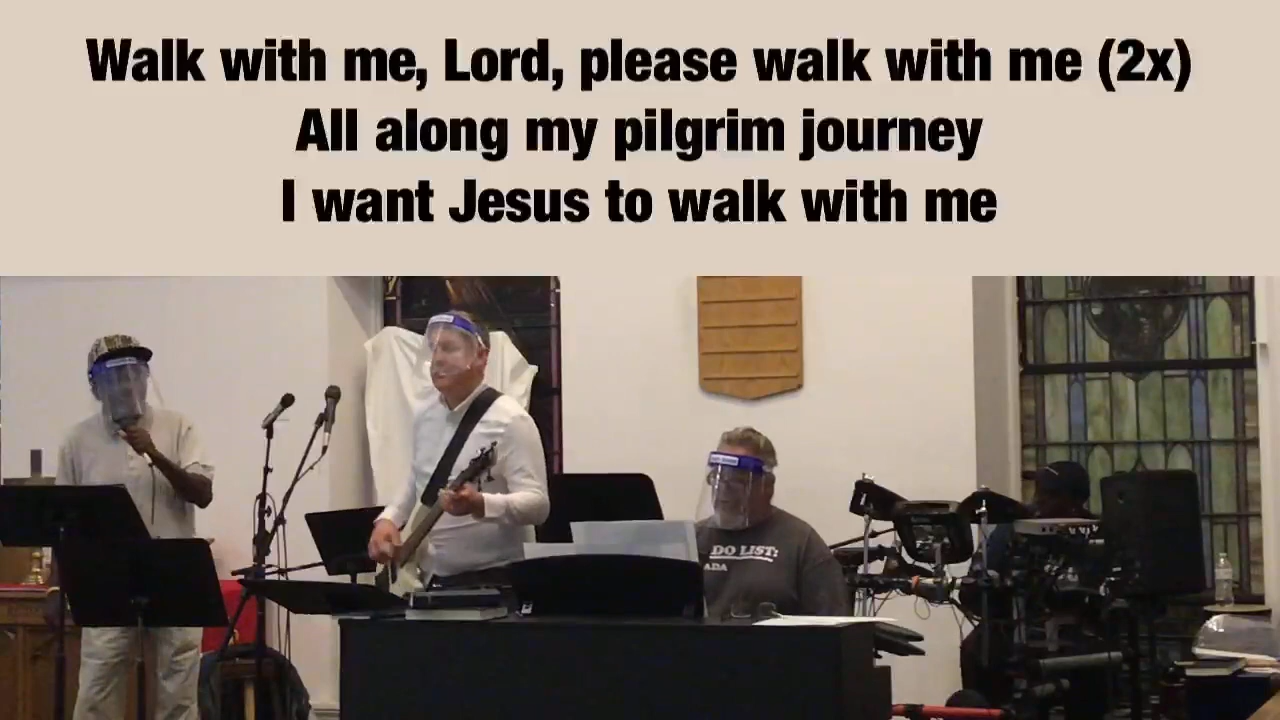 Walk with me, Lord, please walk with me (2x)
All along my pilgrim journey
I want Jesus to walk with me
DO LIST:
ADA